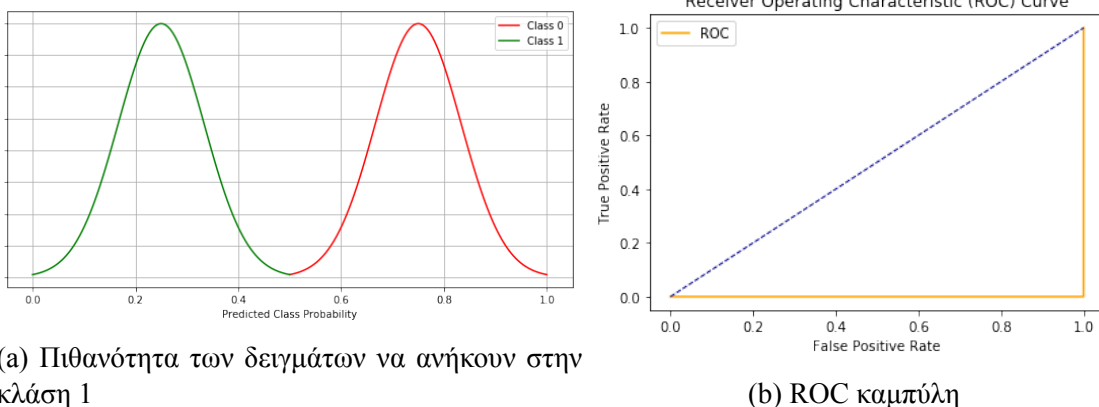 Class 0
Class 1
0.0 0.2 0.4 0.6 0.8 1.0
Predicted Class Probability
(a) Πιθανότητα των δειγμάτων να ανήκουν στην
κλάση 1
Receiver Operating Characteristic (ROC) Curve
ROC
1.0
0.8
0.6
0.4
0.2
0.0
True Positive Rate
0.0 0.2 0.4 0.6 0.8 1.0
False Positive Rate
(b) ROC καμπύλη